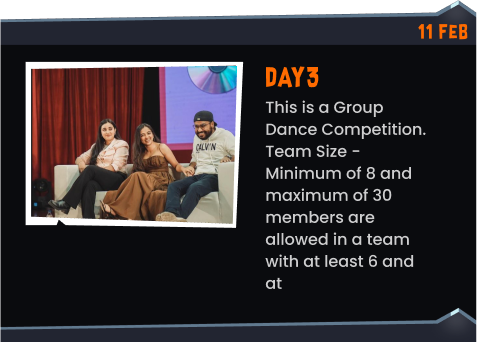 11 FEB
DAY3
This is a Group
Dance Competition.
Team Size -
Minimum of 8 and
maximum of 30
members are
allowed in a team
with at least 6 and
at
CALVIN